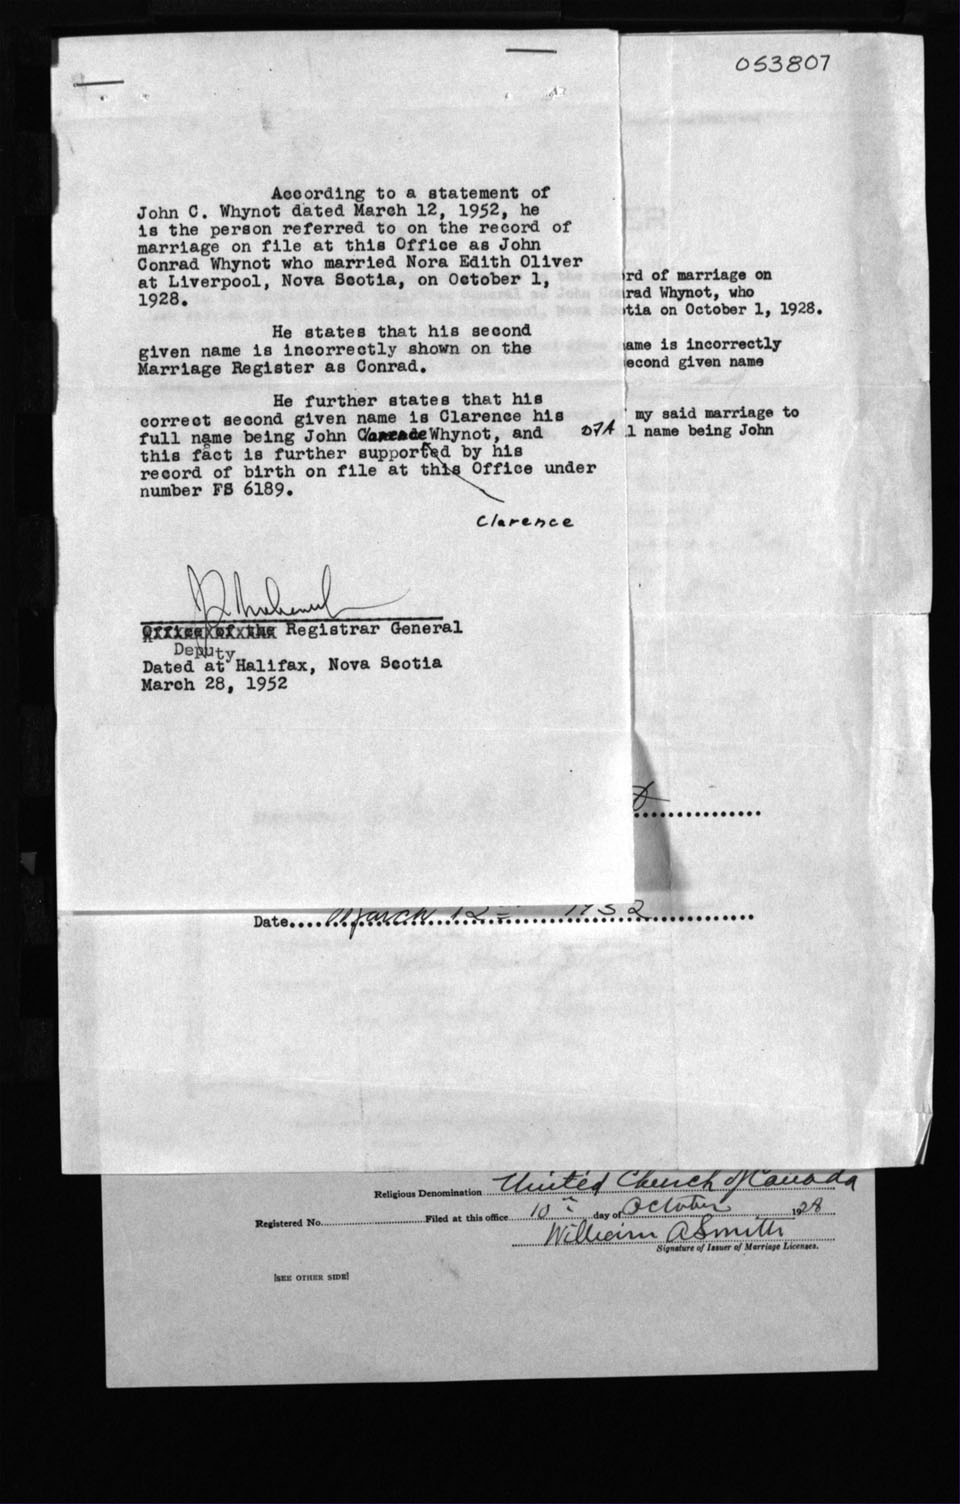 053807
According to a statement of
John C. Whynot dated March 12, 1952, he
is the person referred to on the record of
marriage on file at this Office as John
Conrad Whynot who married Nora Edith Oliver
at Liverpool, Nova Scotia, on October 1,
1928.
He states that his second
given name is incorrectly shown on the
Marriage Register as Conrad.
He further states that his
correct second given name is Clarence his
full name being John Clarence Whynot, and
this fact is further supported by his
record of birth on file at this Office under
number FS 6189.
Clarence
Office of the Registrar General
Deputy
Dated at Halifax, Nova Scotia
March 28, 1952
rd of marriage on
rad Whynot, who
tia on October 1, 1928.
ame is incorrectly
econd given name
my said marriage to
l name being John
Date March 12 1952
Religious Denomination United Church of Canada
Registered No. Filed at this office 10th day of October 1928
William A Smith
Signature of Issuer of Marriage Licenses.
[SEE OTHER SIDE]